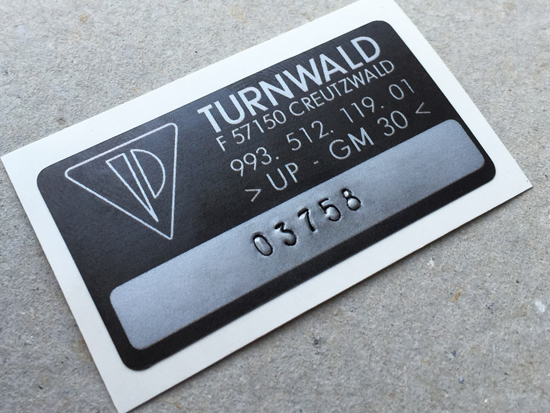 TURNWALD
F 57150 CREUTZWALD
993. 512. 119. 01
> UP - GM 30 <
03758